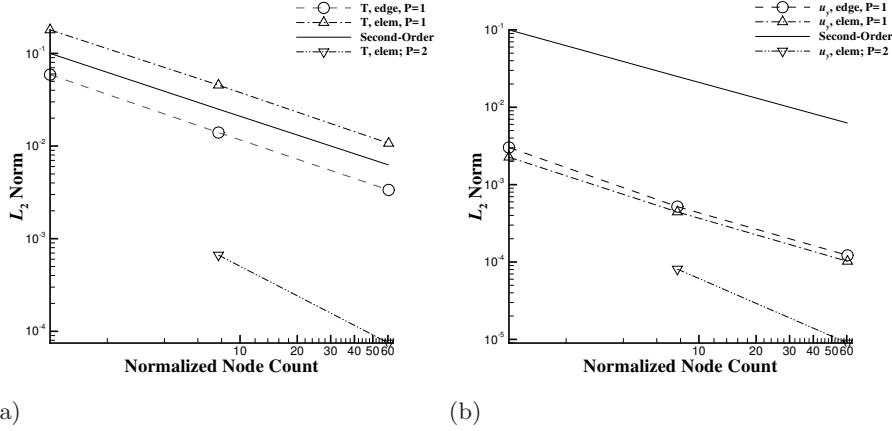 T, edge, P=1
T, elem, P=1
Second-Order
T, elem; P=2
10^-1
10^-2
10^-3
10^-4
L_2 Norm
10 20 30 40 50 60
Normalized Node Count
a)
u_y, edge, P=1
u_y, elem, P=1
Second-Order
u_y, elem; P=2
10^-1
10^-2
10^-3
10^-4
10^-5
L_2 Norm
10 20 30 40 50 60
Normalized Node Count
(b)